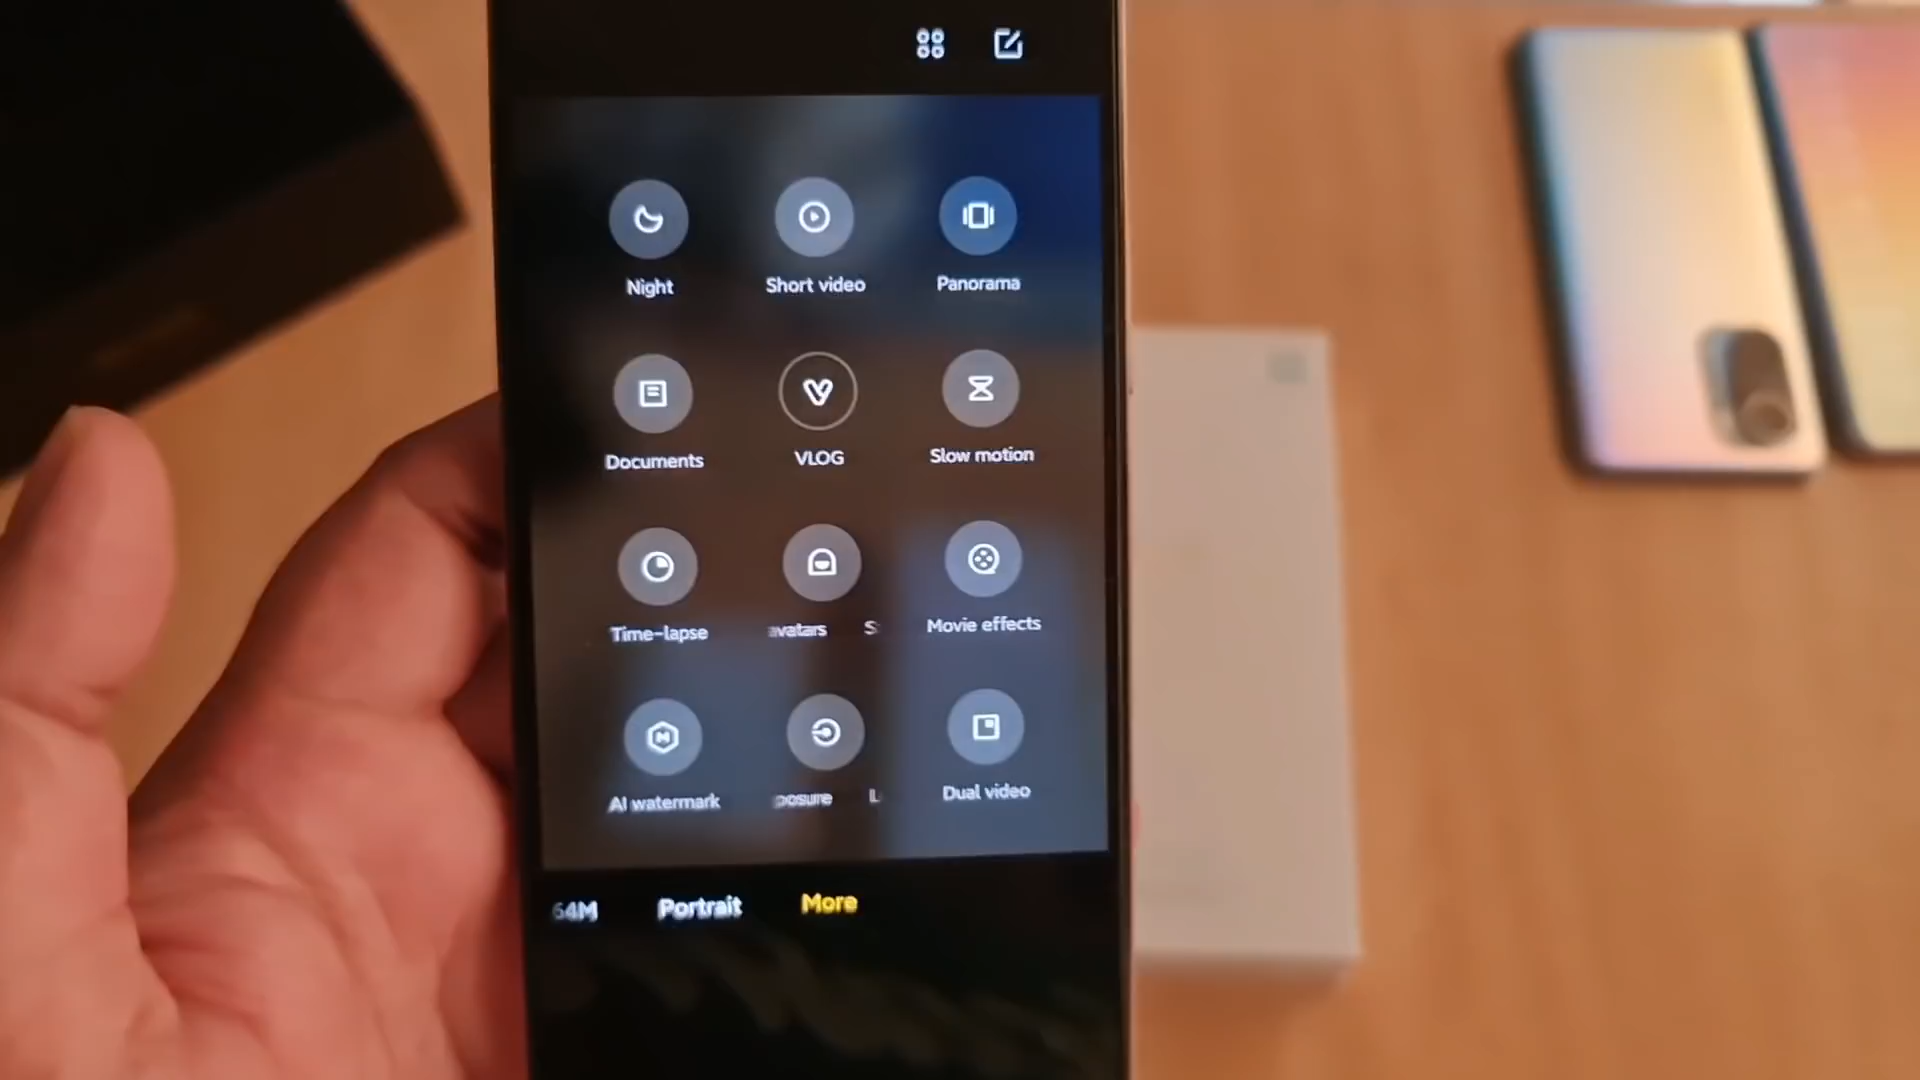 Night
Short video
Panorama
Documents
VLOG
Slow motion
Time-lapse
avatars S
Movie effects
AI watermark
posure L
Dual video
64M
Portrait
More